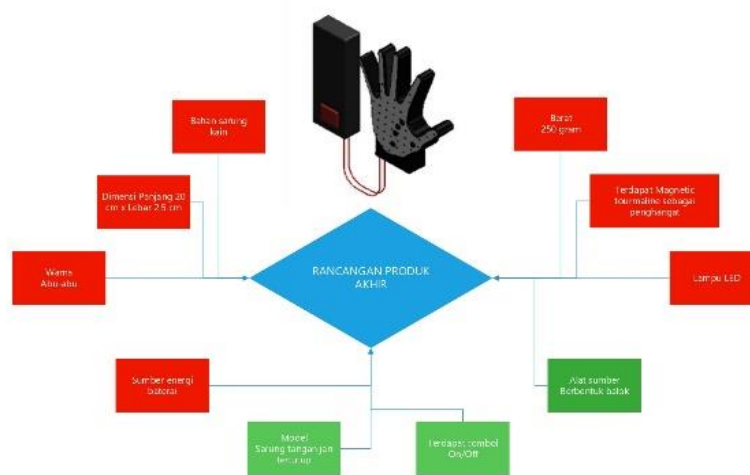 Bahan sarung
kain
Berat
250 gram
Dimensi Panjang 20
cm x Lebar 2.5 cm
Terdapat Magnetic
tourmaline sebagai
penghangat
Warna
Abu-abu
RANCANGAN PRODUK
AKHIR
Lampu LED
Sumber energi
baterai
Alat sumber
Berbentuk balok
Model
Sarung tangan jari
tertutup
Terdapat tombol
On/Off